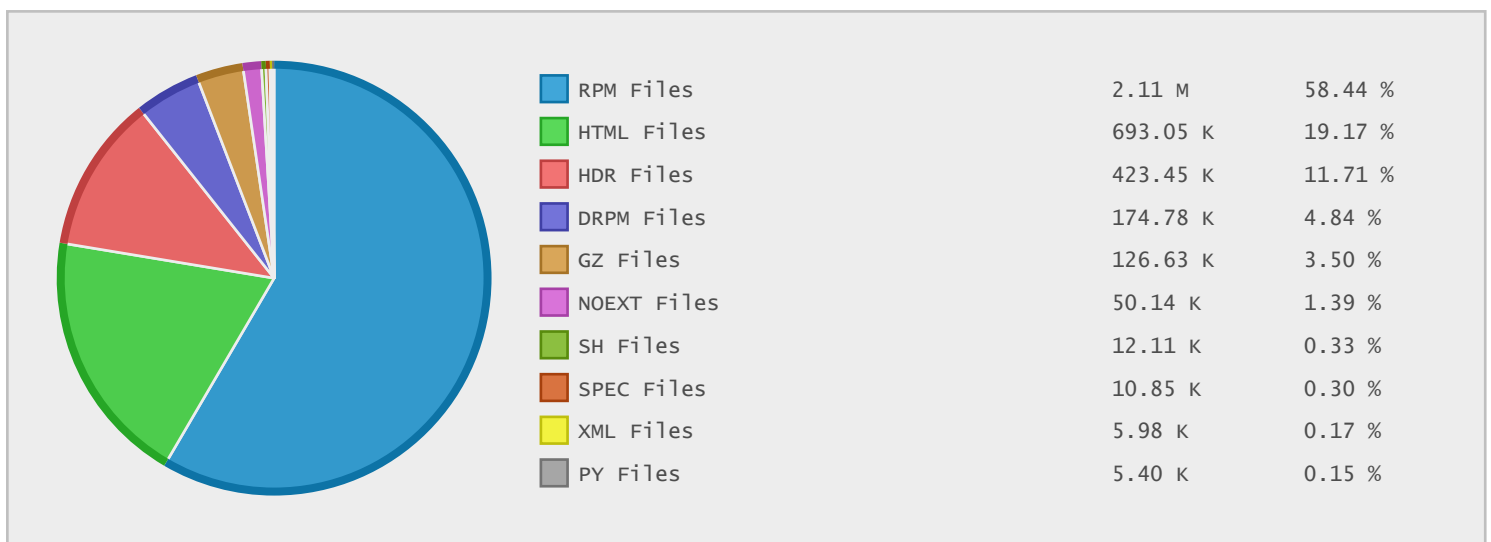 RPM Files 2.11 M 58.44 %
HTML Files 693.05 K 19.17 %
HDR Files 423.45 K 11.71 %
DRPM Files 174.78 K 4.84 %
GZ Files 126.63 K 3.50 %
NOEXT Files 50.14 K 1.39 %
SH Files 12.11 K 0.33 %
SPEC Files 10.85 K 0.30 %
XML Files 5.98 K 0.17 %
PY Files 5.40 K 0.15 %